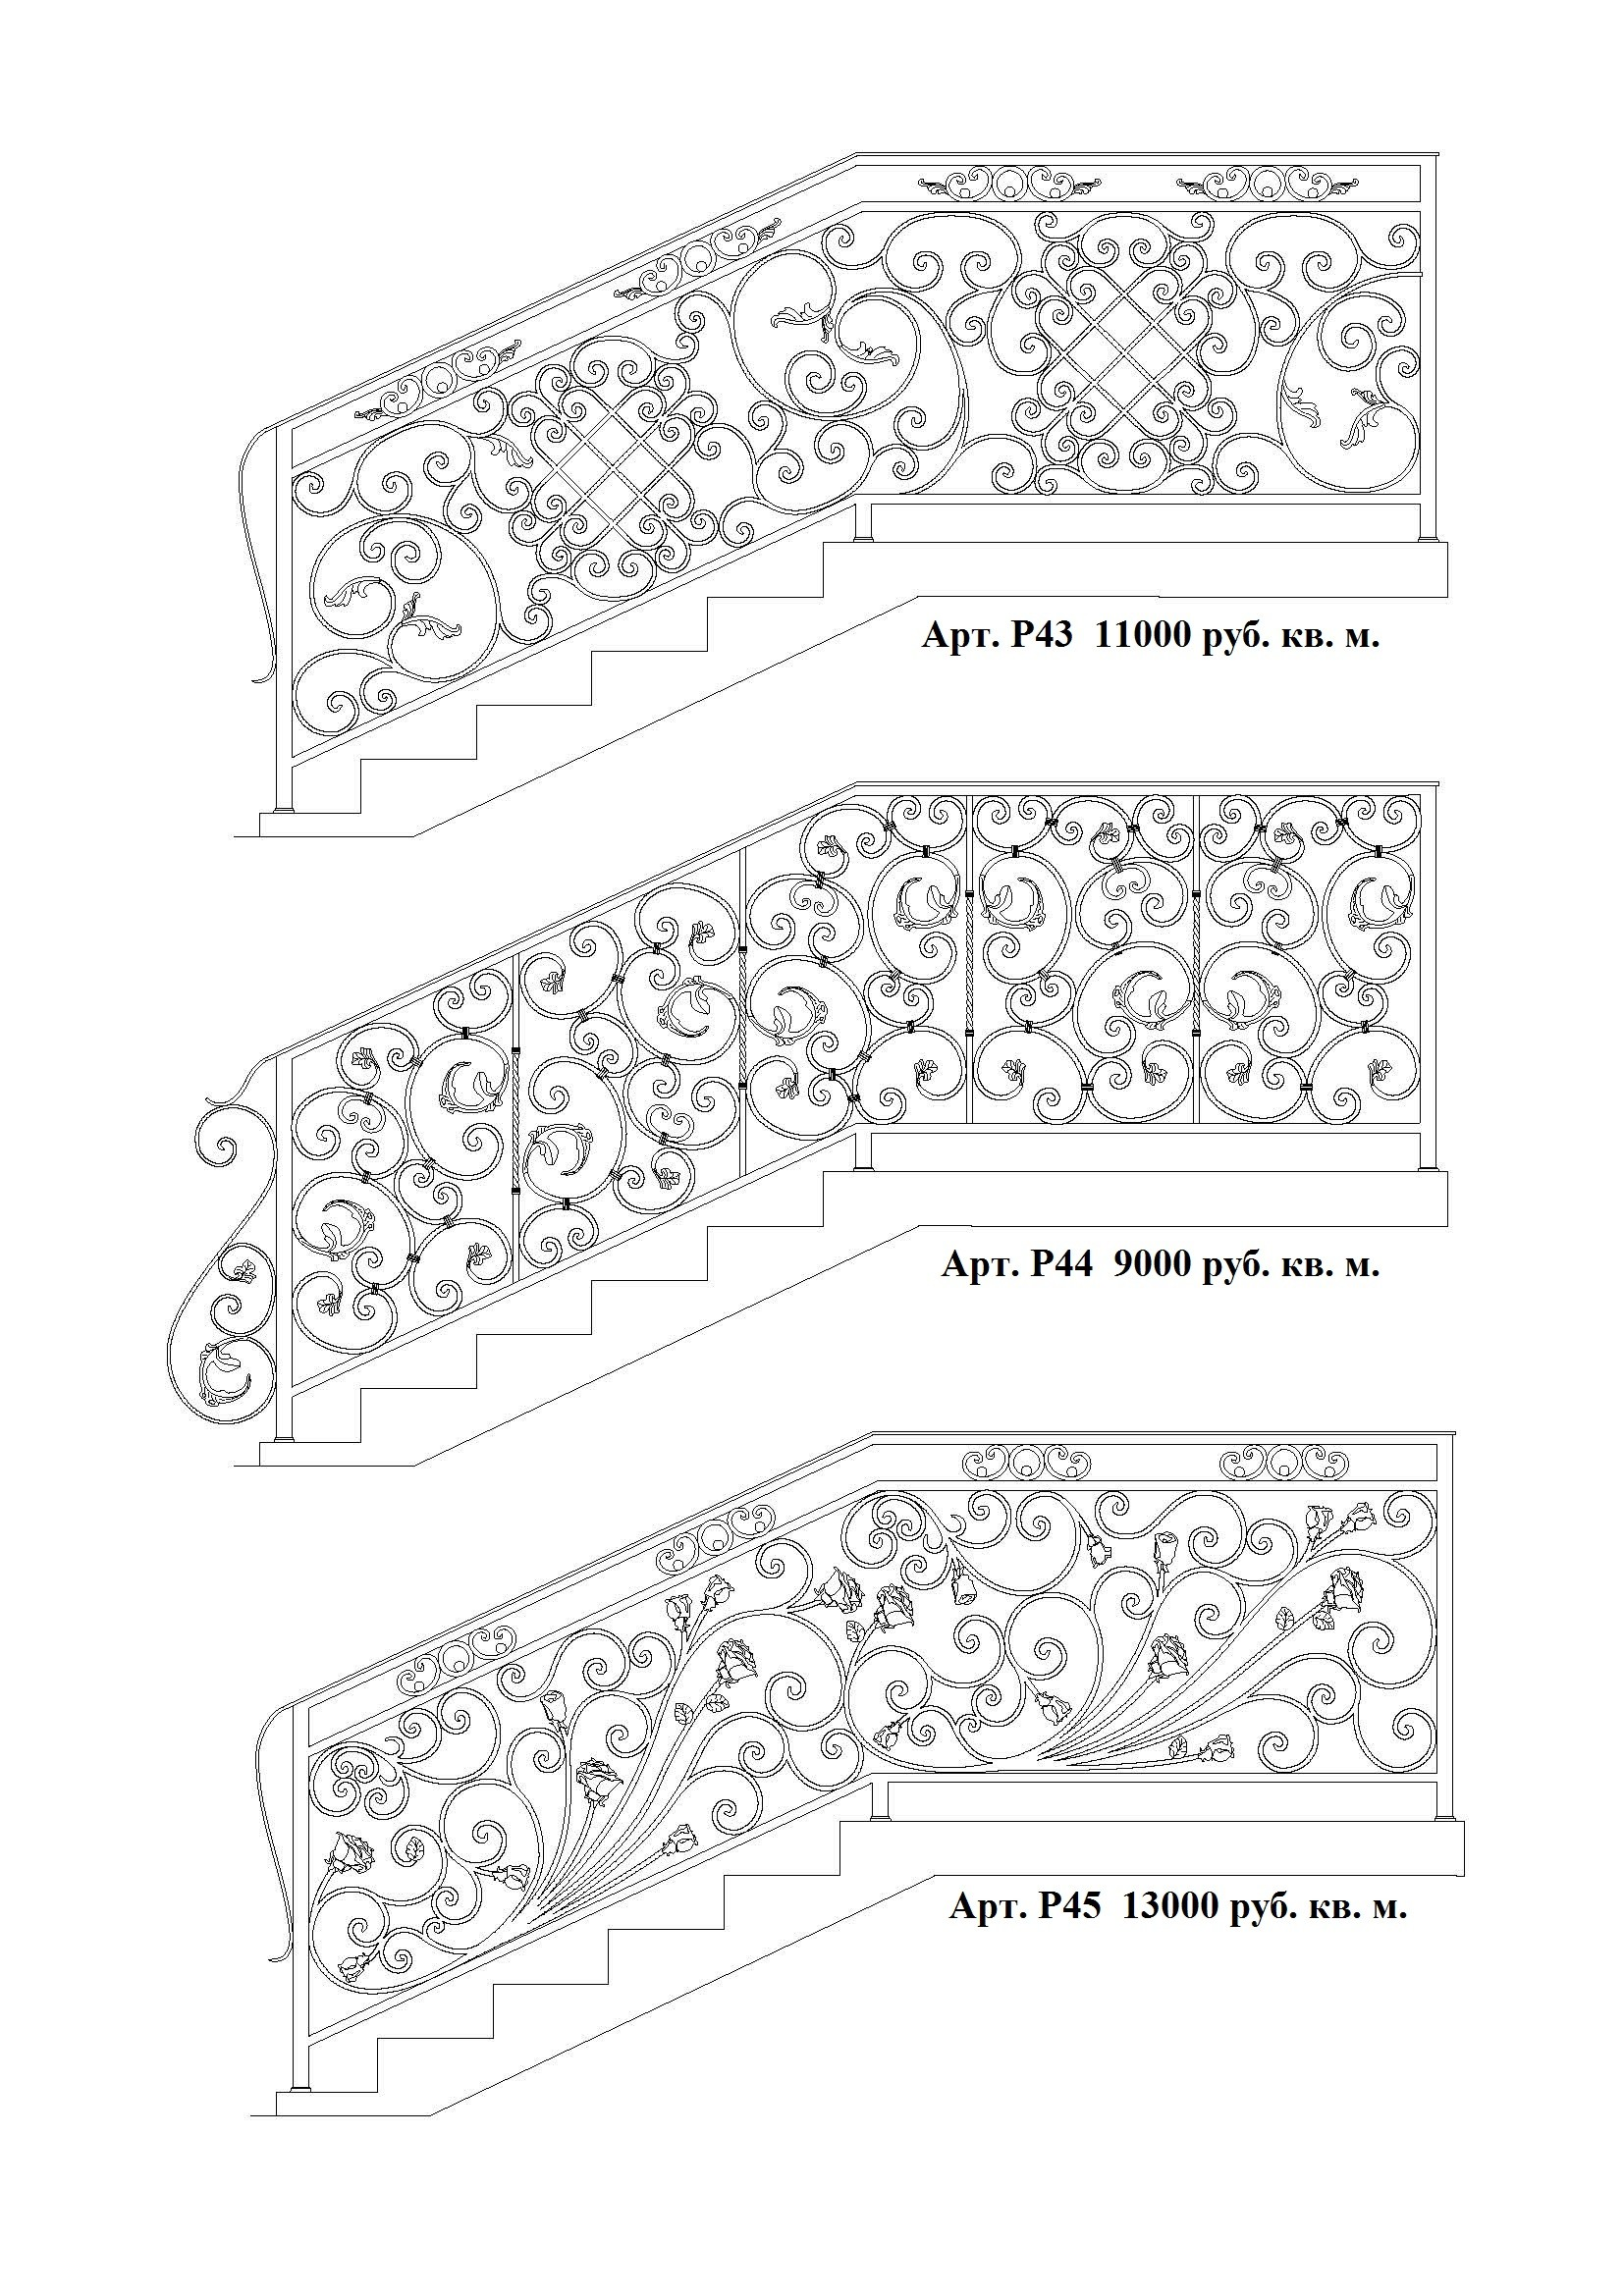 Арт. Р43  11000 руб. кв. м.
Арт. Р44  9000 руб. кв. м.
Арт. Р45  13000 руб. кв. м.